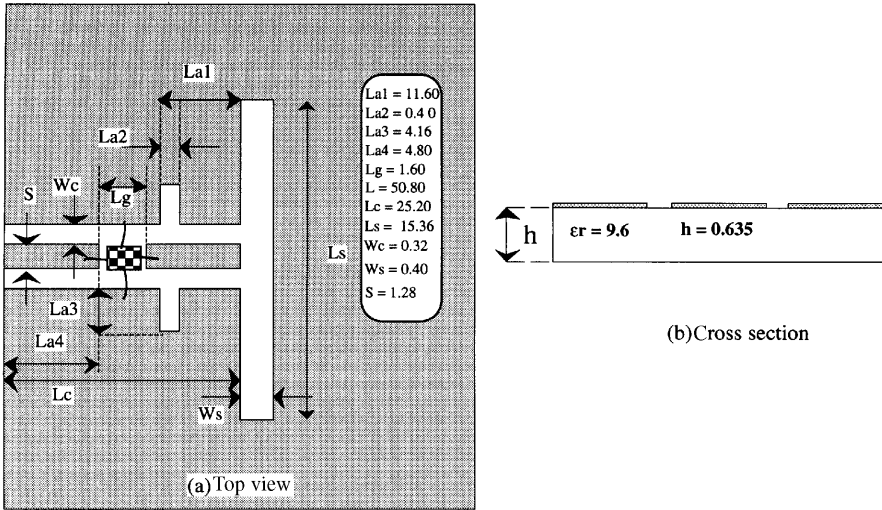 La1
La2
Wc
Lg
S
Ls
La3
La4
Lc
Ws
(a)Top view
La1 = 11.60
La2 = 0.4 0
La3 = 4.16
La4 = 4.80
Lg = 1.60
L = 50.80
Lc = 25.20
Ls = 15.36
Wc = 0.32
Ws = 0.40
S = 1.28
h
εr = 9.6 h = 0.635
(b)Cross section